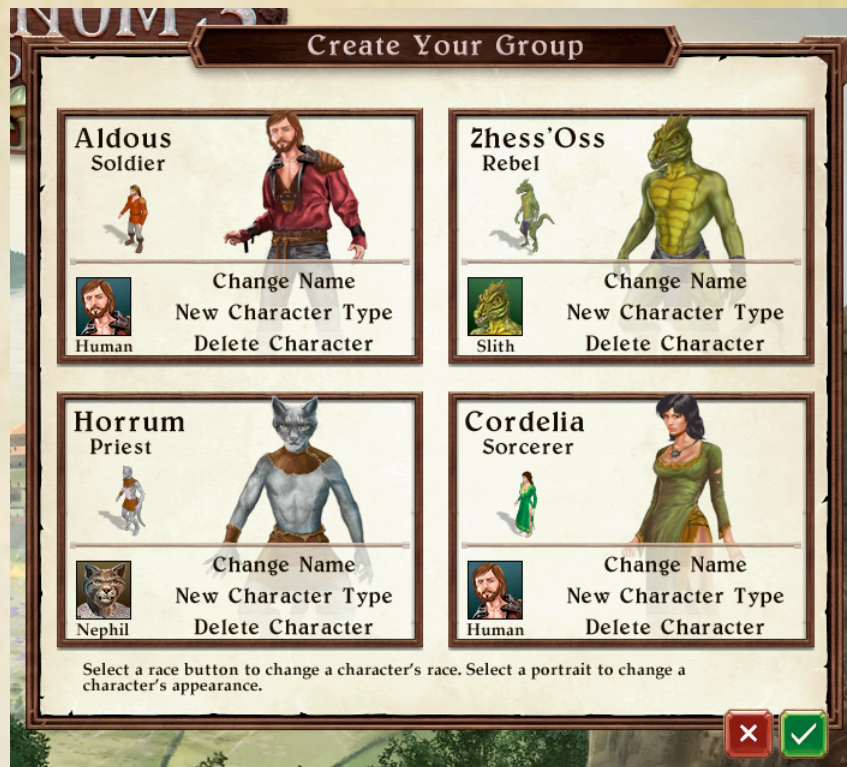 NUM 3
Create Your Group
Aldous
Soldier
Change Name
New Character Type
Human
Delete Character
Zhess'Oss
Rebel
Change Name
New Character Type
Slith
Delete Character
Horrum
Priest
Change Name
New Character Type
Nephil
Delete Character
Cordelia
Sorcerer
Change Name
New Character Type
Human
Delete Character
Select a race button to change a character's race. Select a portrait to change a
character's appearance.